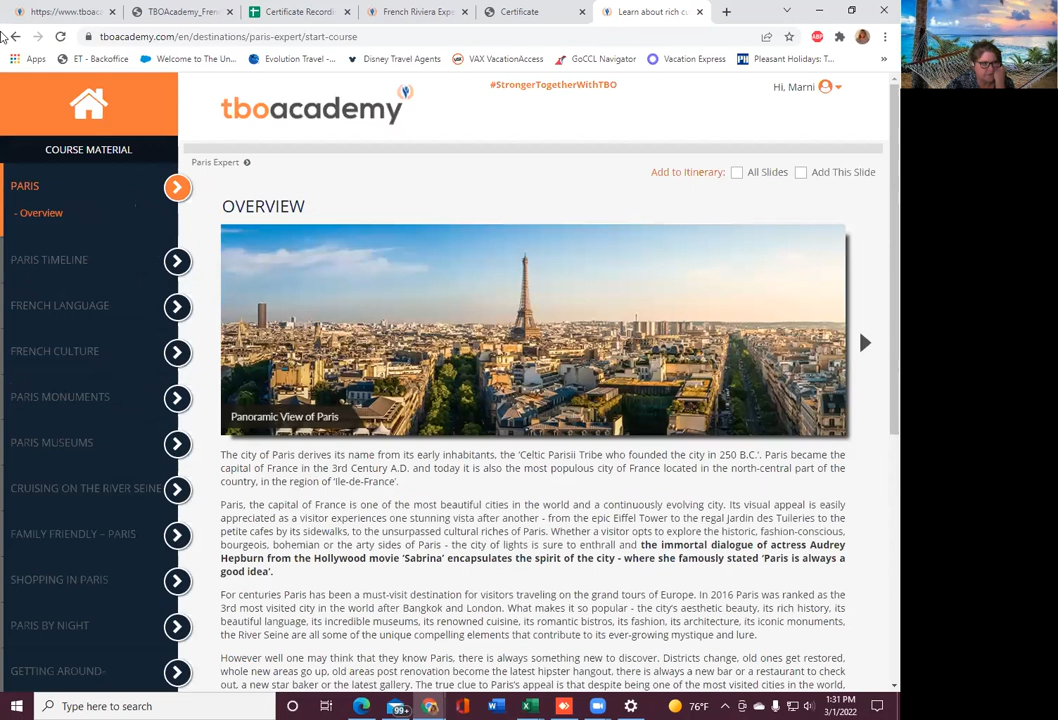 https://www.tboac
TBOAcademy_Fren
Certificate Recordi
French Riviera Expe
Certificate
Learn about rich cu
tboacademy.com/en/destinations/paris-expert/start-course
Apps
ET - Backoffice
Welcome to The Un...
Evolution Travel -...
Disney Travel Agents
VAX VacationAccess
GoCCL Navigator
Vacation Express
Pleasant Holidays: T...
»
tboacademy
#StrongerTogetherWithTBO
Hi, Marni
COURSE MATERIAL
PARIS
- Overview
PARIS TIMELINE
FRENCH LANGUAGE
FRENCH CULTURE
PARIS MONUMENTS
PARIS MUSEUMS
CRUISING ON THE RIVER SEINE
FAMILY FRIENDLY – PARIS
SHOPPING IN PARIS
PARIS BY NIGHT
GETTING AROUND-
Paris Expert
Add to Itinerary: All Slides Add This Slide
OVERVIEW
Panoramic View of Paris
The city of Paris derives its name from its early inhabitants, the 'Celtic Parisii Tribe who founded the city in 250 B.C.'. Paris became the
capital of France in the 3rd Century A.D. and today it is also the most populous city of France located in the north-central part of the
country, in the region of 'Ile-de-France'.
Paris, the capital of France is one of the most beautiful cities in the world and a continuously evolving city. Its visual appeal is easily
appreciated as a visitor experiences one stunning vista after another - from the epic Eiffel Tower to the regal Jardin des Tuileries to the
petite cafes by its sidewalks, to the unsurpassed cultural riches of Paris. Whether a visitor opts to explore the historic, fashion-conscious,
bourgeois, bohemian or the arty sides of Paris - the city of lights is sure to enthrall and the immortal dialogue of actress Audrey
Hepburn from the Hollywood movie 'Sabrina' encapsulates the spirit of the city - where she famously stated 'Paris is always a
good idea'.
For centuries Paris has been a must-visit destination for visitors traveling on the grand tours of Europe. In 2016 Paris was ranked as the
3rd most visited city in the world after Bangkok and London. What makes it so popular - the city's aesthetic beauty, its rich history, its
beautiful language, its incredible museums, its renowned cuisine, its romantic bistros, its fashion, its architecture, its iconic monuments,
the River Seine are all some of the unique compelling elements that contribute to its ever-growing mystique and lure.
However well one may think that they know Paris, there is always something new to discover. Districts change, old ones get restored,
whole new areas go up, old areas post renovation become the latest hipster hangout, there is always a new bar or a restaurant to check
out, a new star baker or the latest gallery. The true clue to Paris's appeal is that despite being one of the most visited cities in the world,
Type here to search
99+
76°F
1:31 PM
3/1/2022